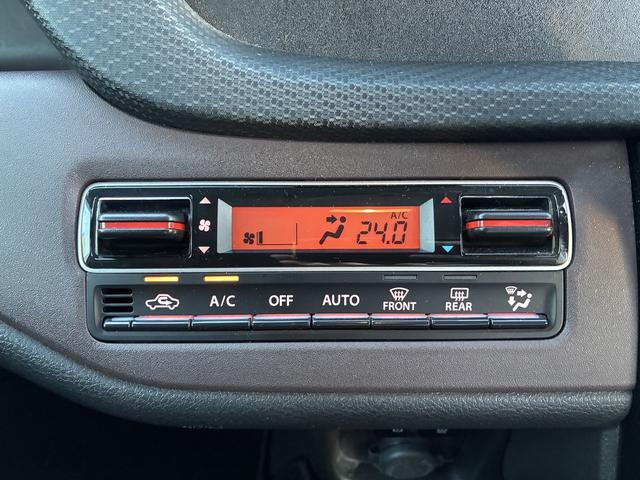 A/C
24.0
A/C OFF AUTO FRONT REAR